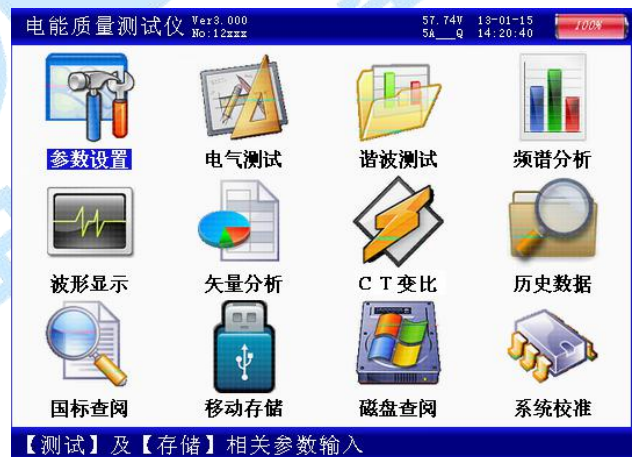 电能质量测试仪 Ver3.000 57.74V 13-01-15 100%
No:12xxx 5A___Q 14:20:40
参数设置 电气测试 谐波测试 频谱分析
波形显示 矢量分析 CT变比 历史数据
国标查阅 移动存储 磁盘查阅 系统校准
【测试】及【存储】相关参数输入